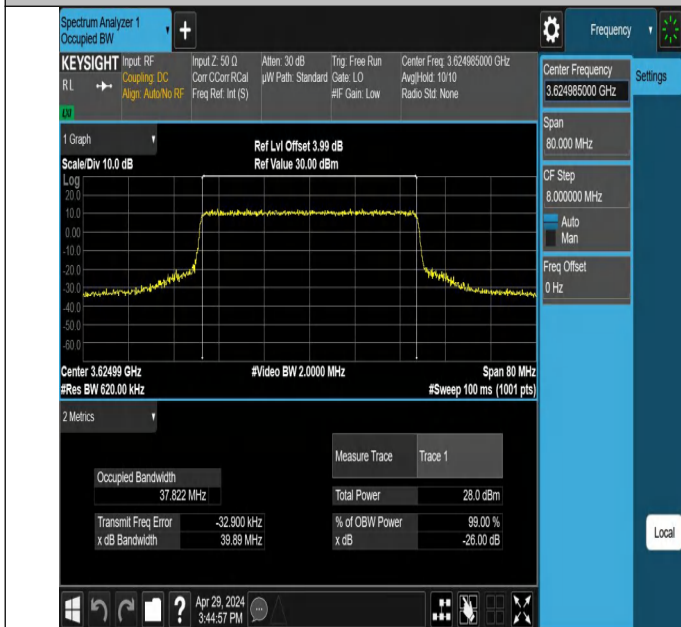 Spectrum Analyzer 1
Occupied BW
+
Frequency
KEYSIGHT
Input: RF
Input Z: 50 Ω
Atten: 30 dB
Trig: Free Run
Center Freq: 3.624985000 GHz
RL
Coupling: DC
Corr CCorr RCal
µW Path: Standard
Gate: LO
Avg|Hold: 10/10
Align: Auto/No RF
Freq Ref: Int (S)
#IF Gain: Low
Radio Std: None
Center Frequency
3.624985000 GHz
Settings
Span
80.000 MHz
CF Step
8.000000 MHz
Auto
Man
Freq Offset
0 Hz
Local
1 Graph
Ref Lvl Offset 3.99 dB
Scale/Div 10.0 dB
Ref Value 30.00 dBm
Log
20.0
10.0
0.00
-10.0
-20.0
-30.0
-40.0
-50.0
-60.0
Center 3.62499 GHz
#Video BW 2.0000 MHz
Span 80 MHz
#Res BW 620.00 kHz
#Sweep 100 ms (1001 pts)
2 Metrics
Measure Trace
Trace 1
Occupied Bandwidth
37.822 MHz
Total Power
28.0 dBm
Transmit Freq Error
-32.900 kHz
% of OBW Power
99.00 %
x dB Bandwidth
39.89 MHz
x dB
-26.00 dB
?
Apr 29, 2024
3:44:57 PM